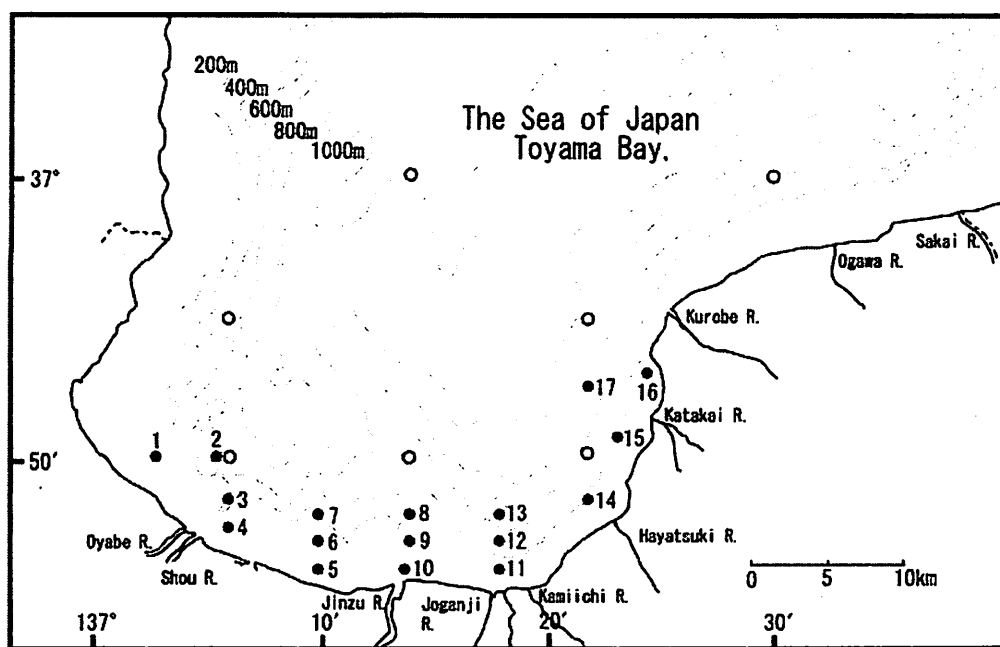 200m
400m
600m
800m
1000m
The Sea of Japan
Toyama Bay.
37°
Sakai R.
Ogawa R.
Kurobe R.
17
16
Katakai R.
1
2
15
50′
3
14
7
8
13
4
6
9
12
Hayatsuki R.
Oyabe R.
5
10
11
Shou R.
0 5 10km
Jinzu R.
Joganji
R.
Kamiichi R.
137°
10′
20′
30′